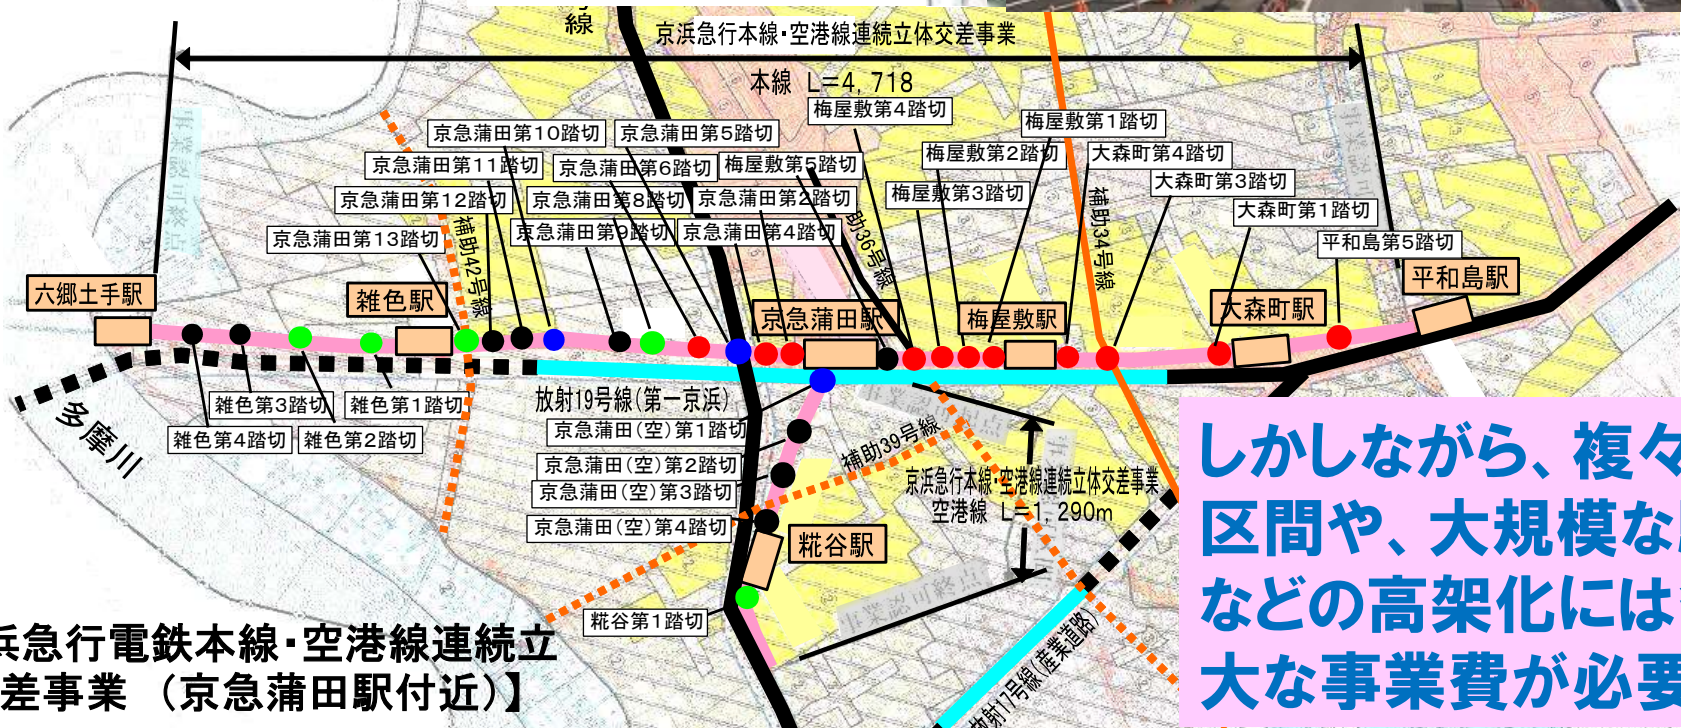 線
京浜急行本線・空港線連続立体交差事業
本線 L=4,718
梅屋敷第4踏切
京急蒲田第10踏切
京急蒲田第5踏切
梅屋敷第1踏切
京急蒲田第11踏切
京急蒲田第6踏切
梅屋敷第5踏切
梅屋敷第2踏切
大森町第4踏切
京急蒲田第12踏切
京急蒲田第8踏切
京急蒲田第2踏切
梅屋敷第3踏切
大森町第3踏切
京急蒲田第13踏切
京急蒲田第9踏切
京急蒲田第4踏切
大森町第1踏切
平和島第5踏切
補助42号線
助36号線
補助34号線
六郷土手駅
雑色駅
京急蒲田駅
梅屋敷駅
大森町駅
平和島駅
雑色第3踏切
雑色第1踏切
雑色第4踏切
雑色第2踏切
多摩川
放射19号線(第一京浜)
京急蒲田(空)第1踏切
京急蒲田(空)第2踏切
京急蒲田(空)第3踏切
京急蒲田(空)第4踏切
補助39号線
京浜急行本線・空港線連続立体交差事業
空港線 L=1,290m
糀谷駅
糀谷第1踏切
事業認可終点
放射17号線(産業道路)
浜急行電鉄本線・空港線連続立
差事業 (京急蒲田駅付近)】
しかしながら、複々
区間や、大規模な
などの高架化には
大な事業費が必要